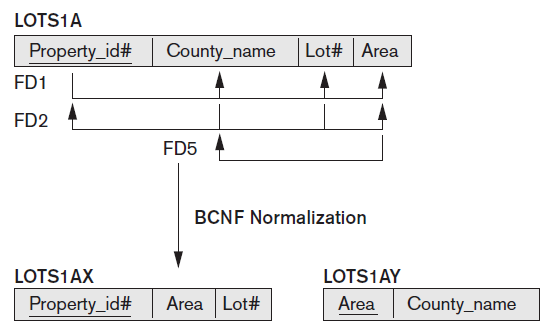 LOTS1A
Property_id# County_name Lot# Area
FD1
FD2
FD5
BCNF Normalization
LOTS1AX LOTS1AY
Property_id# Area Lot# Area County_name